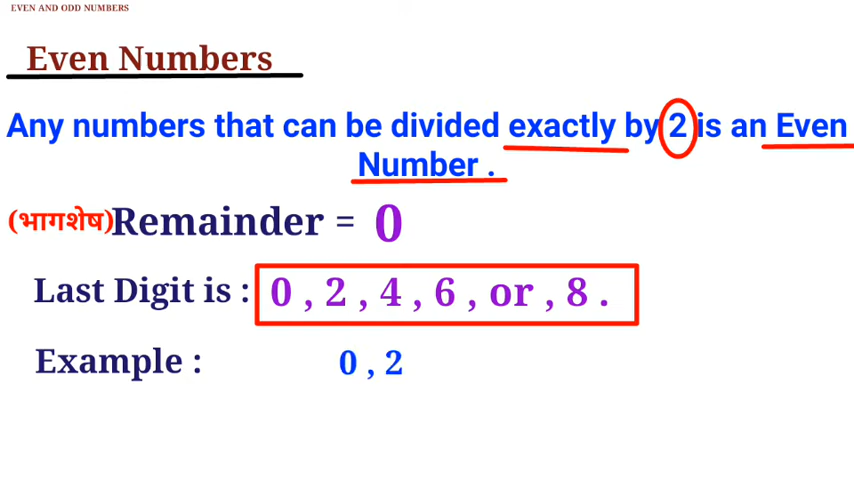 EVEN AND ODD NUMBERS
Even Numbers
Any numbers that can be divided exactly by 2 is an Even
Number .
(भागशेष)Remainder = 0
Last Digit is : 0 , 2 , 4 , 6 , or , 8 .
Example : 0 , 2